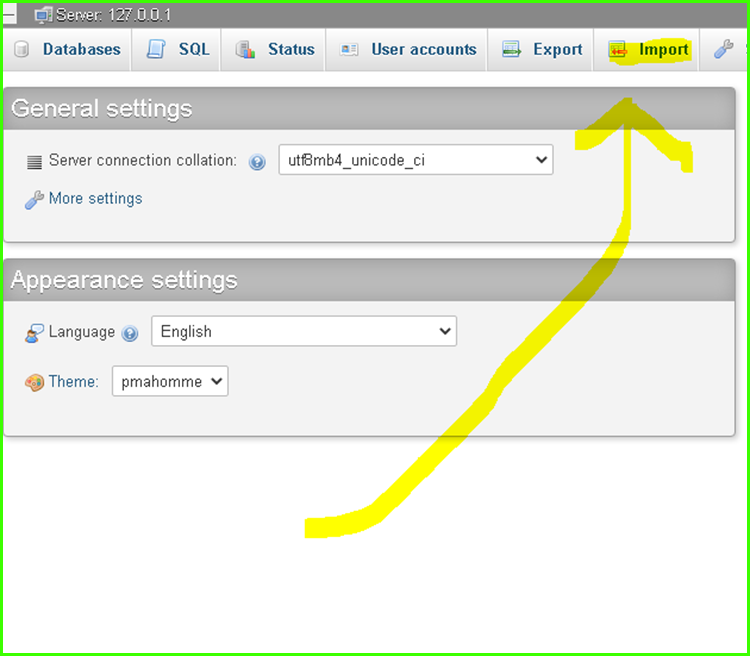 Server: 127.0.0.1
Databases SQL Status User accounts Export Import
General settings
Server connection collation: utf8mb4_unicode_ci
More settings
Appearance settings
Language English
Theme: pmahomme